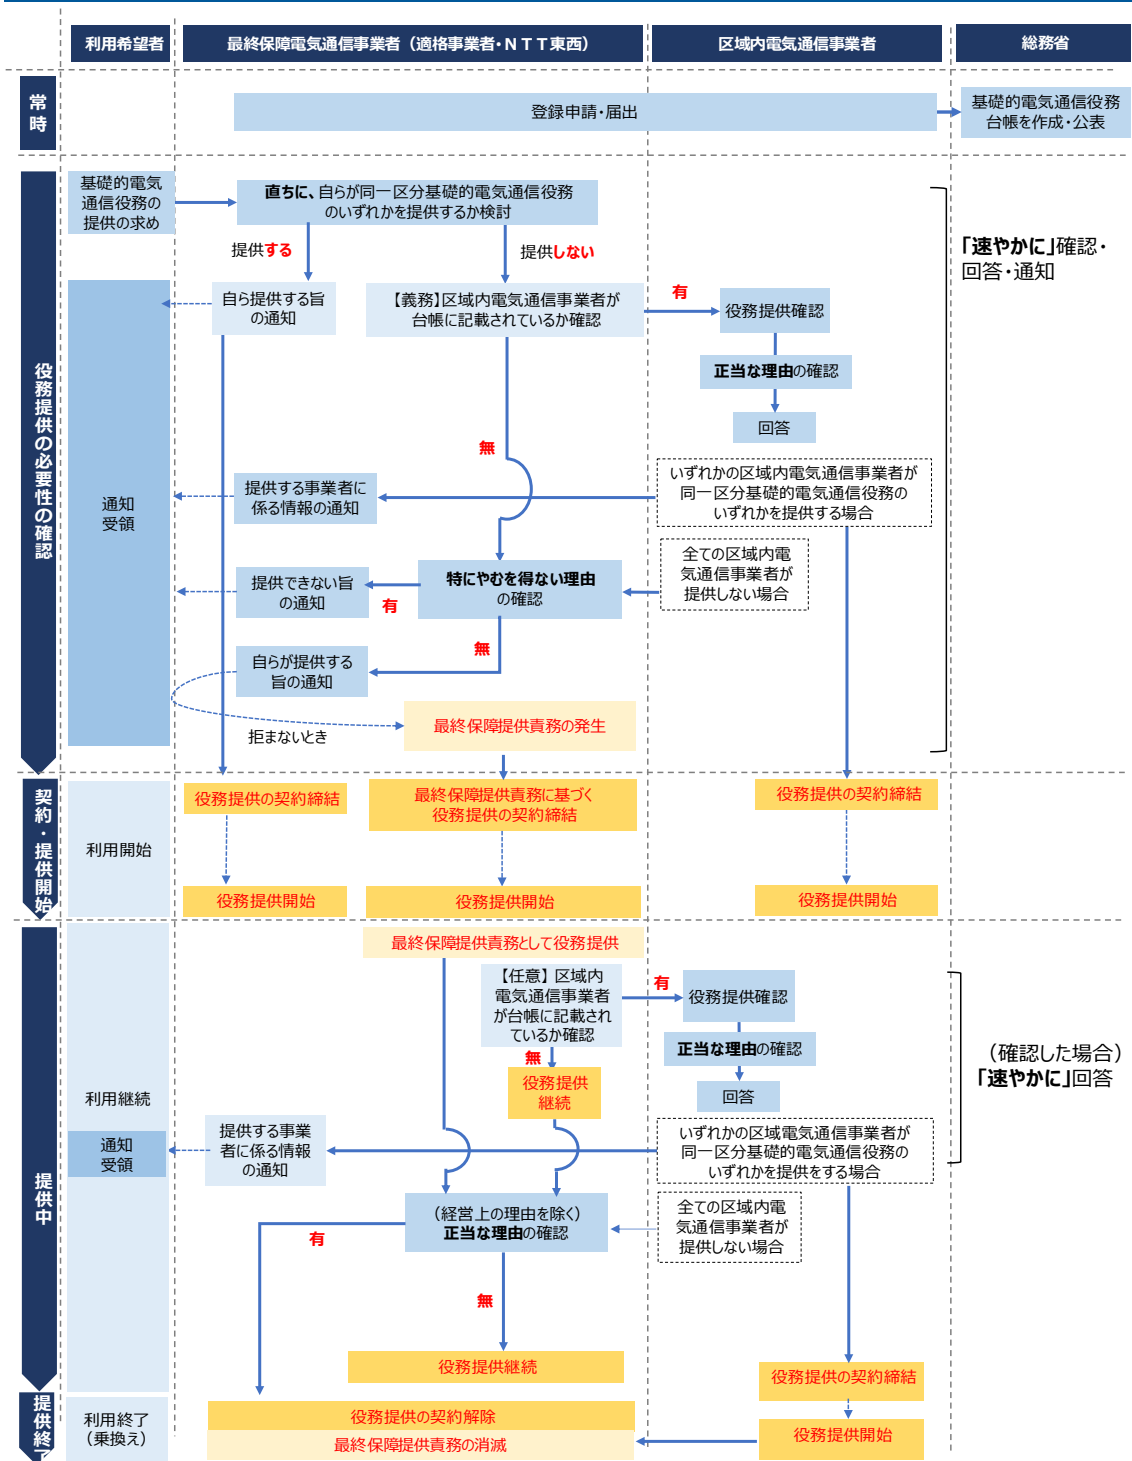 利用希望者
最終保障電気通信事業者（適格事業者・ＮＴＴ東西）
区域内電気通信事業者
総務省
常時
登録申請・届出
基礎的電気通信役務
台帳を作成・公表
役務提供の必要性の確認
基礎的電気
通信役務の
提供の求め
直ちに、自らが同一区分基礎的電気通信役務
のいずれかを提供するか検討
「速やかに」確認・
回答・通知
提供する
提供しない
自ら提供する旨
の通知
【義務】区域内電気通信事業者が
台帳に記載されているか確認
有
役務提供確認
正当な理由の確認
回答
無
通知
受領
提供する事業者に
係る情報の通知
いずれかの区域内電気通信事業者が
同一区分基礎的電気通信役務の
いずれかを提供する場合
全ての区域内電
気通信事業者が
提供しない場合
特にやむを得ない理由
の確認
提供できない旨
の通知
有
無
自らが提供する
旨の通知
拒まないとき
最終保障提供責務の発生
契約・提供開始
利用開始
役務提供の契約締結
最終保障提供責務に基づく
役務提供の契約締結
役務提供の契約締結
役務提供開始
役務提供開始
役務提供開始
提供中
最終保障提供責務として役務提供
【任意】区域内
電気通信事業者
が台帳に記載され
ているか確認
有
役務提供確認
正当な理由の確認
回答
（確認した場合）
「速やかに」回答
無
役務提供
継続
利用継続
通知
受領
提供する事業
者に係る情報
の通知
いずれかの区域電気通信事業者が
同一区分基礎的電気通信役務の
いずれかを提供をする場合
全ての区域内電
気通信事業者が
提供しない場合
（経営上の理由を除く）
正当な理由の確認
有
無
役務提供継続
役務提供の契約締結
提供終了
利用終了
（乗換え）
役務提供の契約解除
最終保障提供責務の消滅
役務提供開始